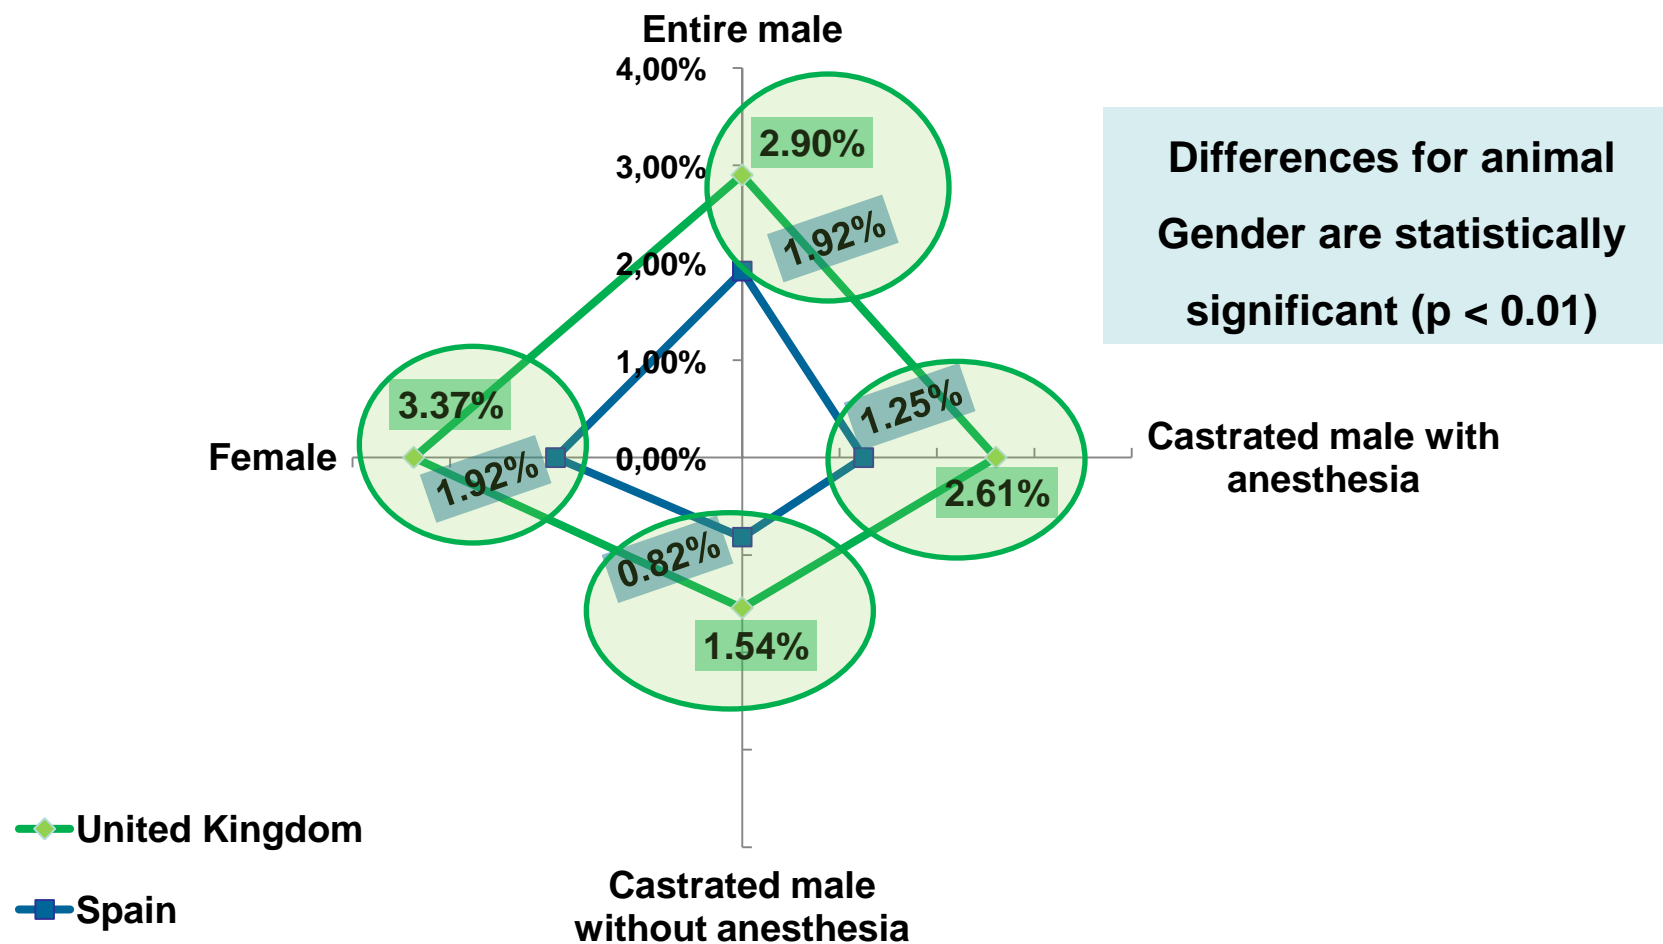 Entire male
4,00%
2.90%
3,00%
1.92%
2,00%
1,00%
0,00%
Differences for animal
Gender are statistically
significant (p < 0.01)
3.37%
Female
1.92%
1.25%
Castrated male with
anesthesia
2.61%
0.82%
1.54%
Castrated male
without anesthesia
United Kingdom
Spain